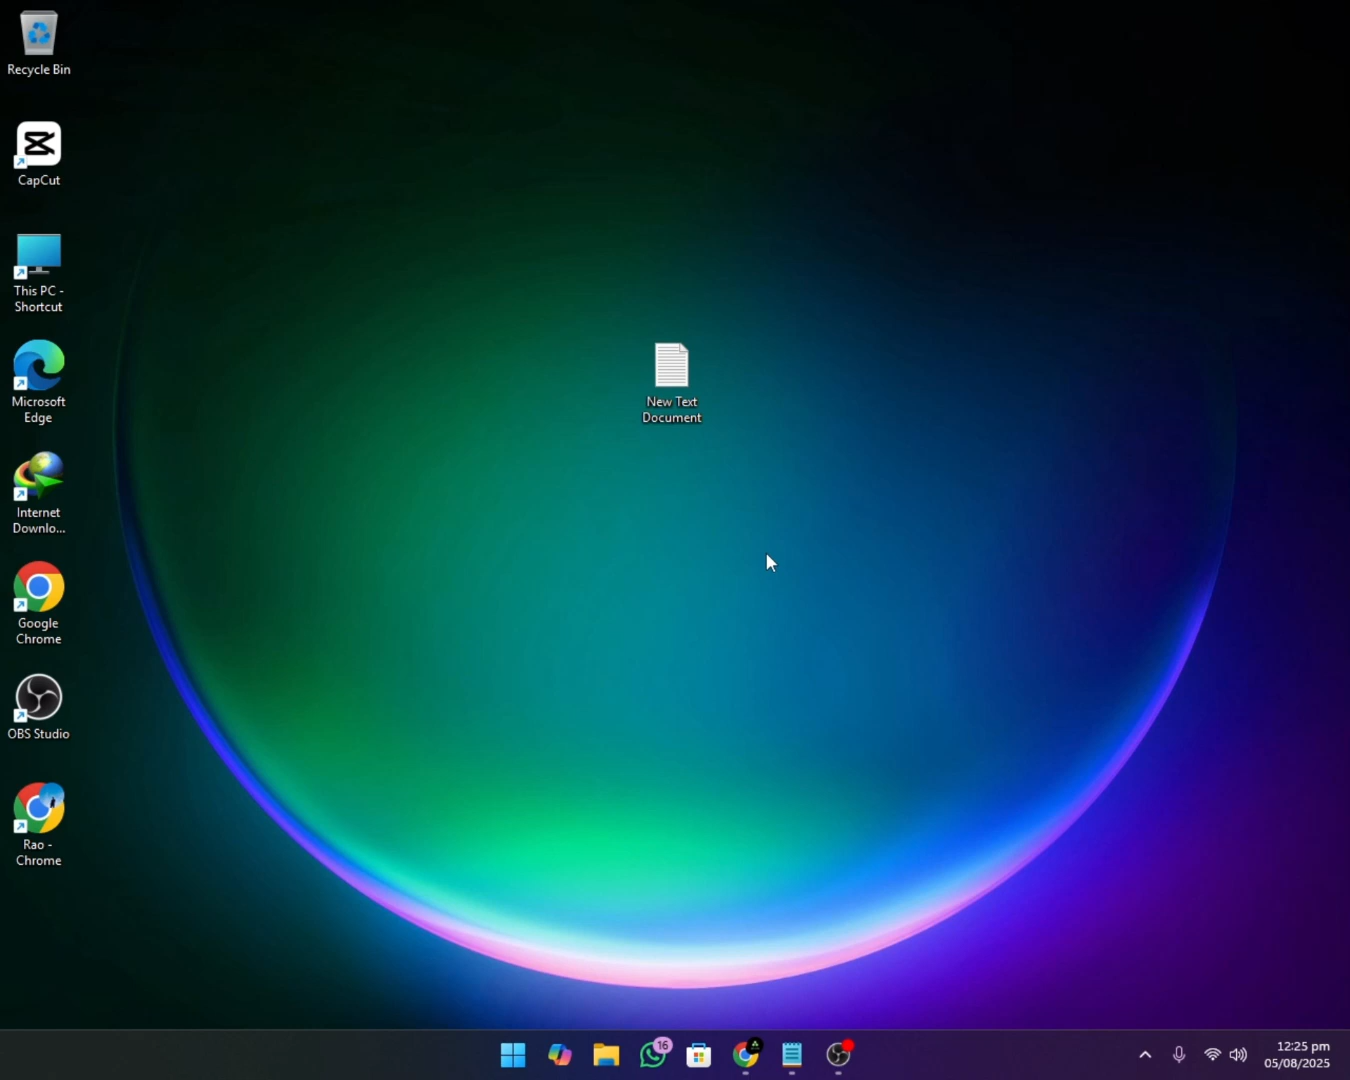 Recycle Bin
CapCut
This PC -
Shortcut
Microsoft
Edge
Internet
Downlo...
Google
Chrome
OBS Studio
Rao -
Chrome
New Text
Document
16
12:25 pm
05/08/2025